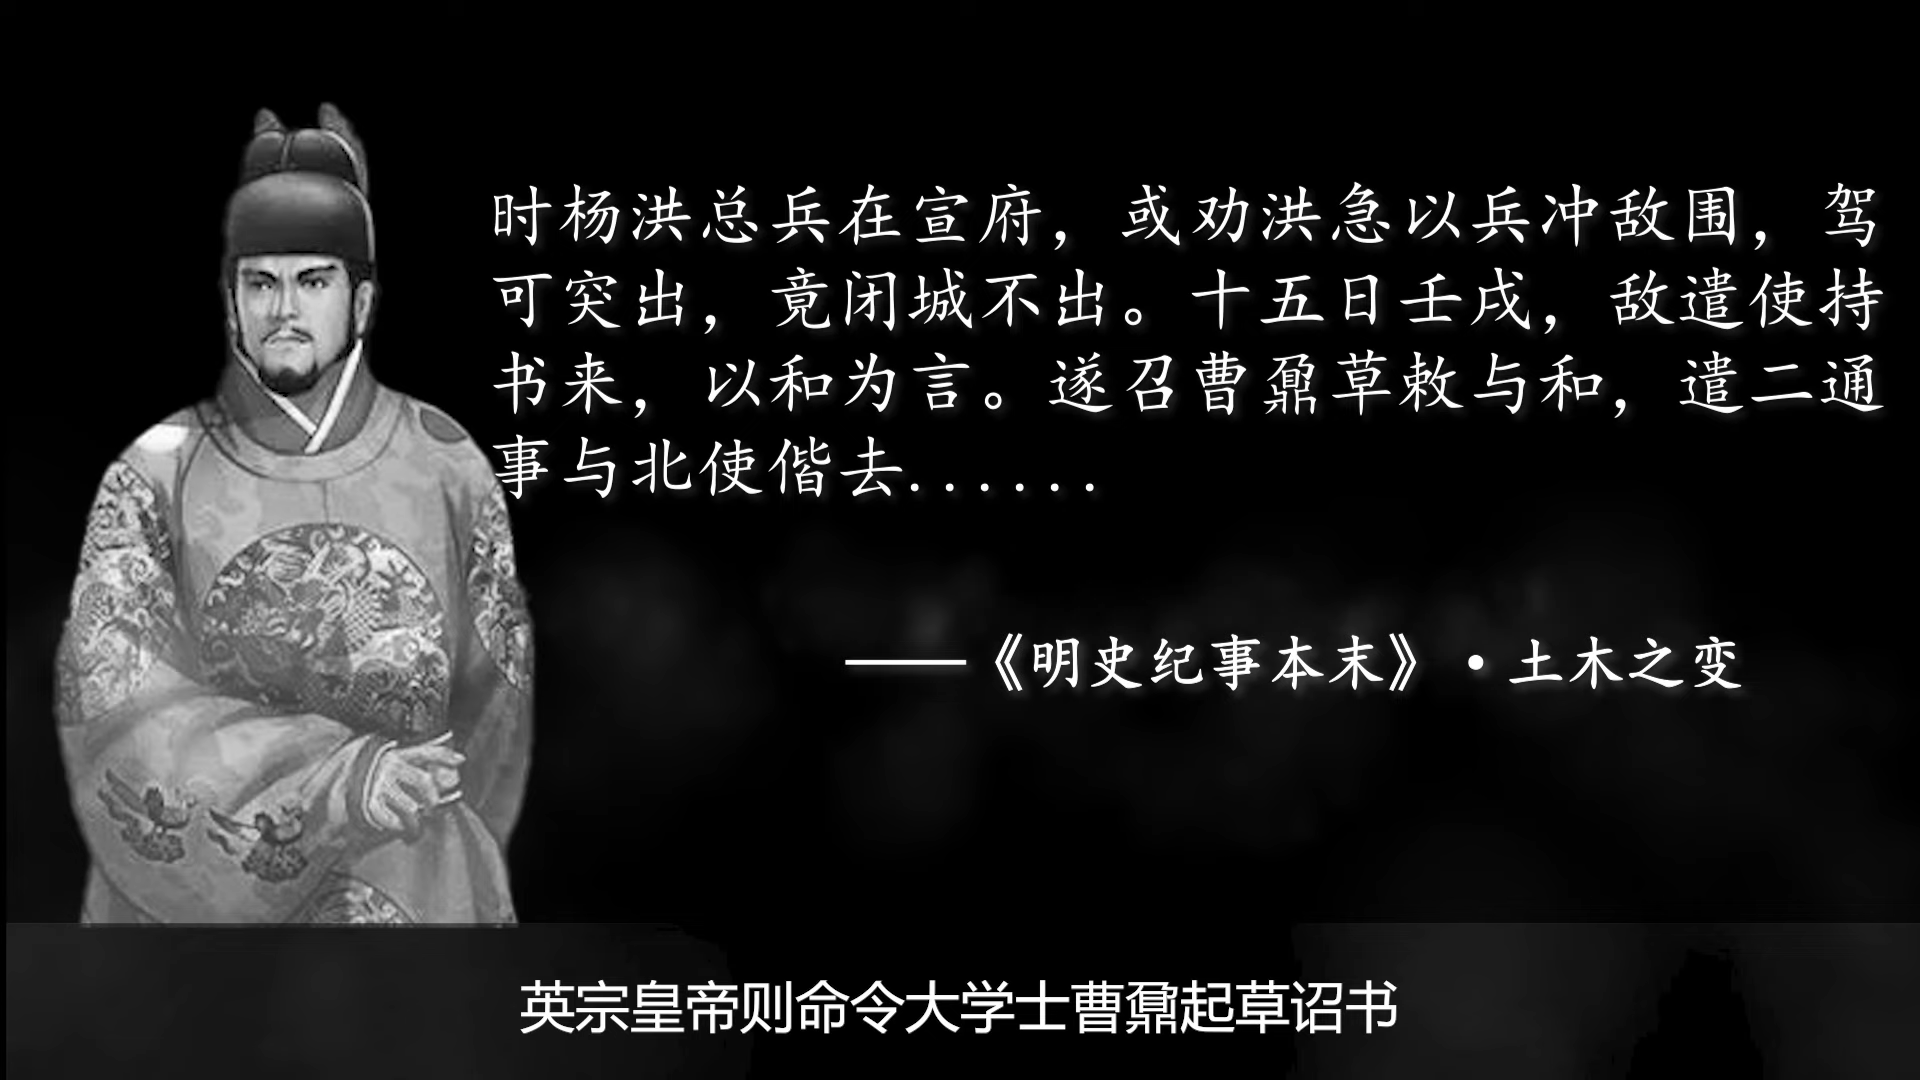 时杨洪总兵在宣府，或劝洪急以兵冲敌围，驾
可突出，竟闭城不出。十五日壬戌，敌遣使持
书来，以和为言。遂召曹鼐草敕与和，遣二通
事与北使偕去......
——《明史纪事本末》·土木之变
英宗皇帝则命令大学士曹鼐起草诏书